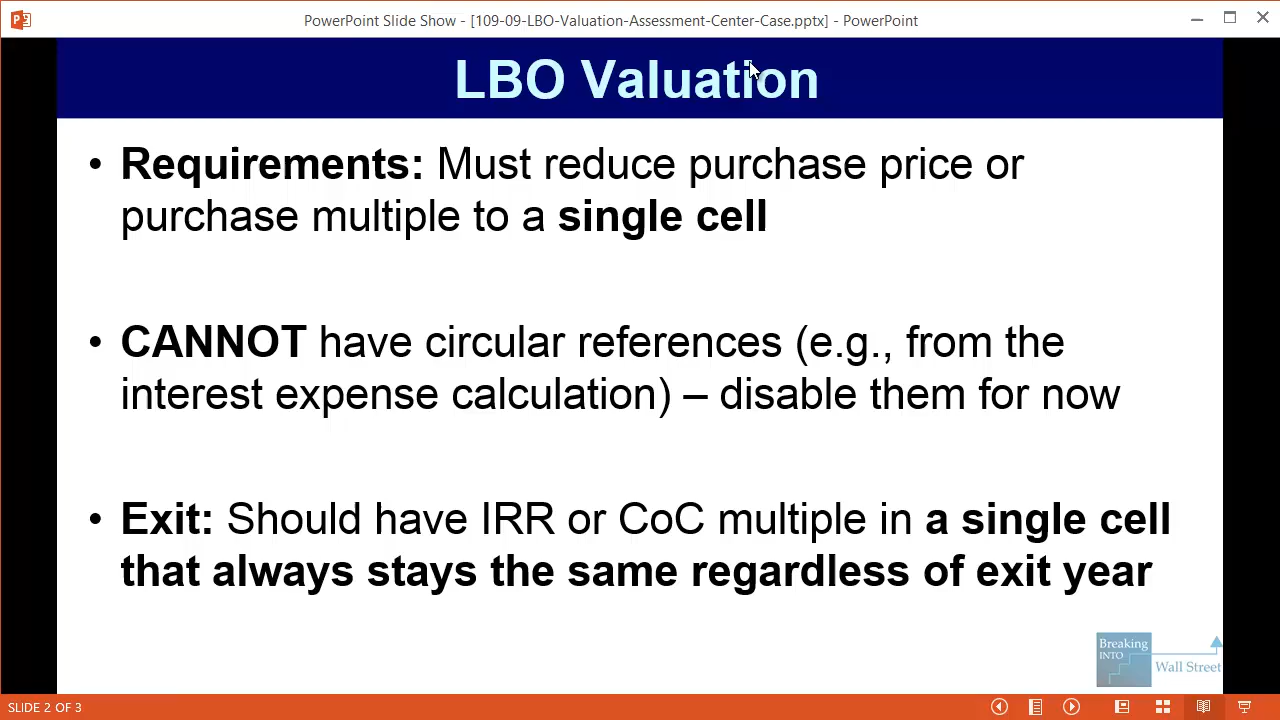 PowerPoint Slide Show - [109-09-LBO-Valuation-Assessment-Center-Case.pptx] - PowerPoint
LBO Valuation
• Requirements: Must reduce purchase price or
purchase multiple to a single cell
• CANNOT have circular references (e.g., from the
interest expense calculation) – disable them for now
• Exit: Should have IRR or CoC multiple in a single cell
that always stays the same regardless of exit year
Breaking
INTO
Wall Street
SLIDE 2 OF 3